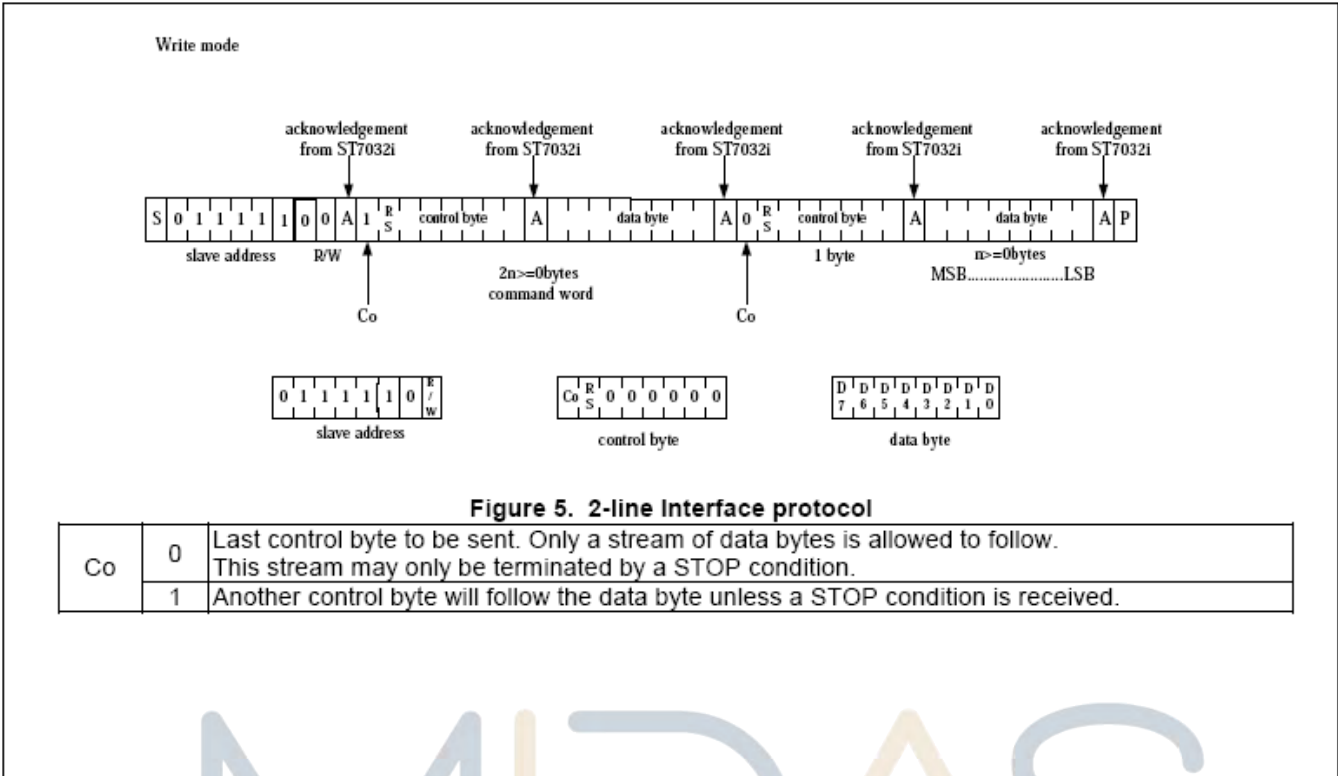 Write mode
acknowledgement acknowledgement acknowledgement acknowledgement acknowledgement
from ST7032i from ST7032i from ST7032i from ST7032i from ST7032i
S 0 1 1 1 1 1 0 0 A 1 RS control byte A data byte A 0 RS control byte A data byte A P
slave address R/W 1 byte n>=0bytes
2n>=0bytes MSB........................LSB
command word
Co Co
0 1 1 1 1 1 0 R/W Co RS 0 0 0 0 0 0 D7 D6 D5 D4 D3 D2 D1 D0
slave address control byte data byte
Figure 5. 2-line Interface protocol
Co 0 Last control byte to be sent. Only a stream of data bytes is allowed to follow.
This stream may only be terminated by a STOP condition.
1 Another control byte will follow the data byte unless a STOP condition is received.
MIDAS